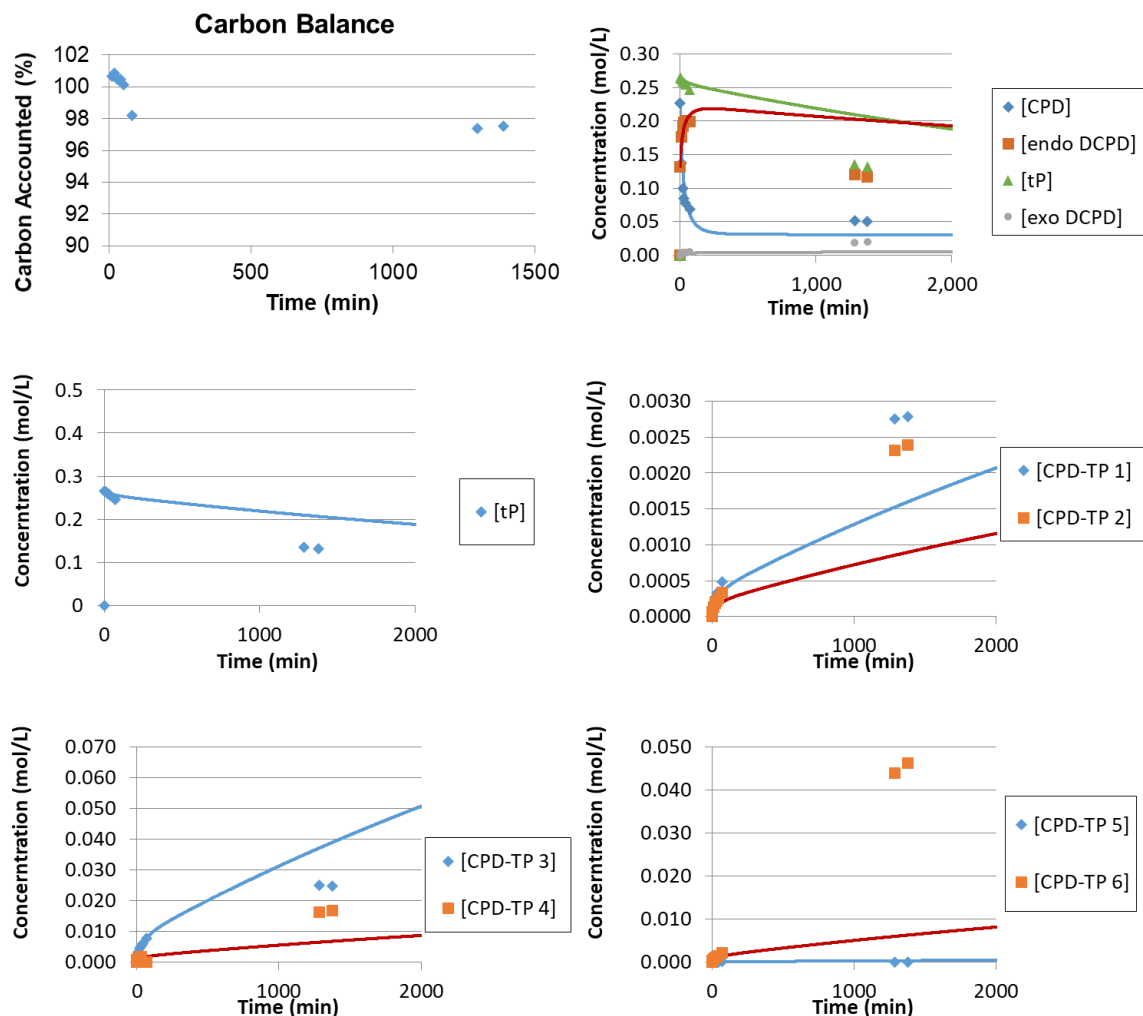 Carbon Balance
Carbon Accounted (%)
102
100
98
96
94
92
90
0
500
1000
1500
Time (min)
Concerntration (mol/L)
0.30
0.25
0.20
0.15
0.10
0.05
0.00
0
1,000
2,000
Time (min)
[CPD]
[endo DCPD]
[tP]
[exo DCPD]
Concerntration (mol/L)
0.5
0.4
0.3
0.2
0.1
0
0
1000
2000
Time (min)
[tP]
Concerntration (mol/L)
0.0030
0.0025
0.0020
0.0015
0.0010
0.0005
0.0000
0
1000
2000
Time (min)
[CPD-TP 1]
[CPD-TP 2]
Concerntration (mol/L)
0.070
0.060
0.050
0.040
0.030
0.020
0.010
0.000
0
1000
2000
Time (min)
[CPD-TP 3]
[CPD-TP 4]
Concerntration (mol/L)
0.050
0.040
0.030
0.020
0.010
0.000
0
1000
2000
Time (min)
[CPD-TP 5]
[CPD-TP 6]